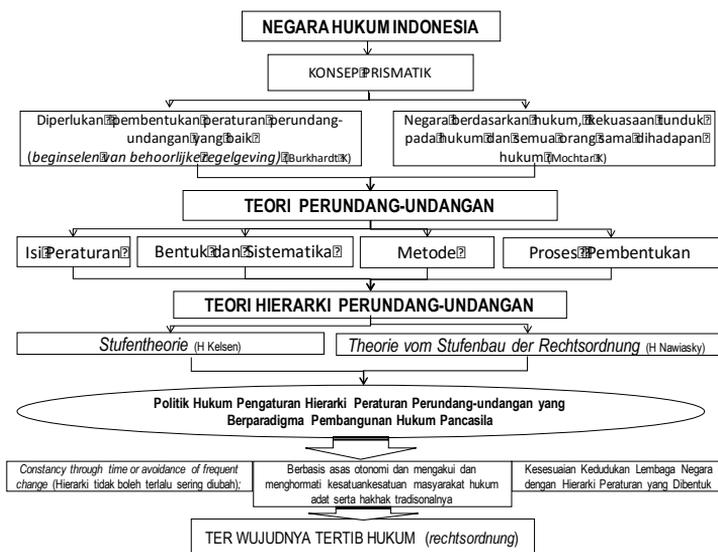 NEGARA HUKUM INDONESIA
KONSEP PRISMATIK
Diperlukan pembentukan peraturan perundang-
undangan yang baik
(beginselen van behoorlijke regelgeving) (Burkhardt K)
Negara berdasarkan hukum, kekuasaan tunduk
pada hukum dan semua orang sama dihadapan
hukum (Mochtar K)
TEORI PERUNDANG-UNDANGAN
Isi Peraturan
Bentuk dan Sistematika
Metode
Proses Pembentukan
TEORI HIERARKI PERUNDANG-UNDANGAN
Stufentheorie (H Kelsen)
Theorie vom Stufenbau der Rechtsordnung (H Nawiasky)
Politik Hukum Pengaturan Hierarki Peraturan Perundang-undangan yang
Berparadigma Pembangunan Hukum Pancasila
Constancy through time or avoidance of frequent
change (Hierarki tidak boleh terlalu sering diubah);
Berbasis asas otonomi dan mengakui dan
menghormati kesatuankesatuan masyarakat hukum
adat serta hakhak tradisonalnya
Kesesuaian Kedudukan Lembaga Negara
dengan Hierarki Peraturan yang Dibentuk
TER WUJUDNYA TERTIB HUKUM (rechtsordnung)